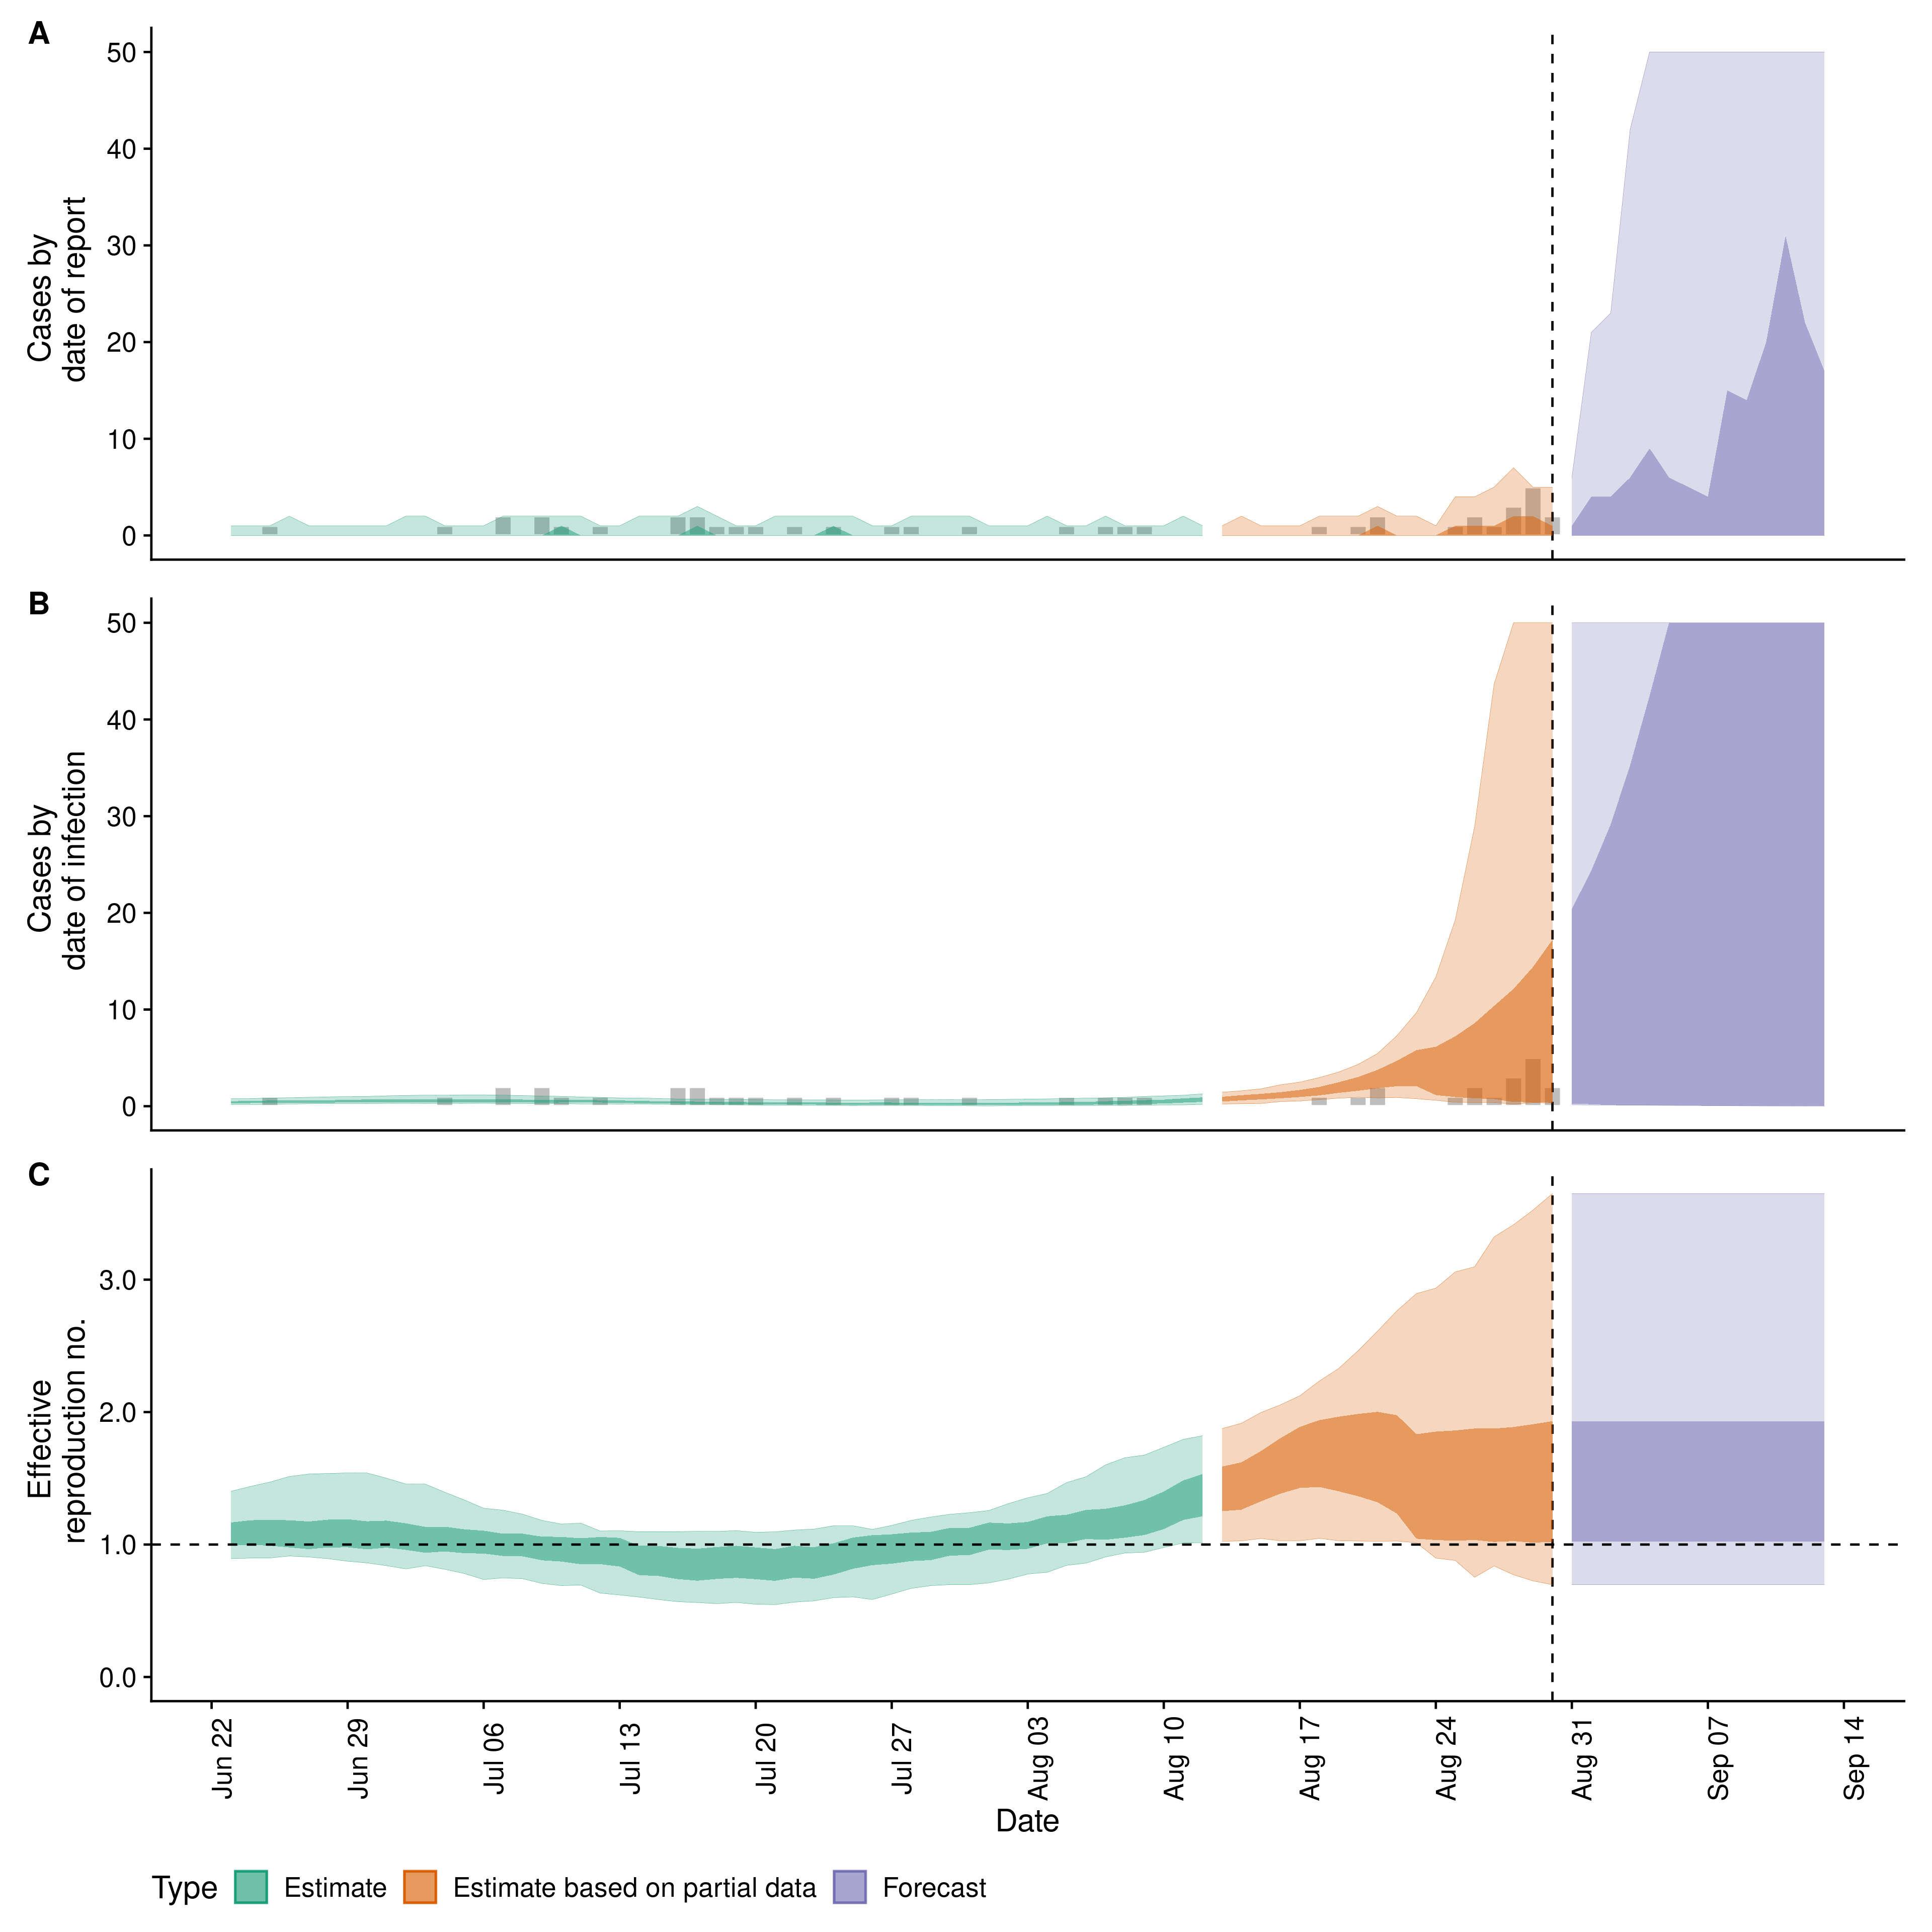 A
50
40
30
20
10
0
Cases by
date of report
B
50
40
30
20
10
0
Cases by
date of infection
C
3.0
2.0
1.0
0.0
Effective
reproduction no.
Jun 22
Jun 29
Jul 06
Jul 13
Jul 20
Jul 27
Aug 03
Aug 10
Aug 17
Aug 24
Aug 31
Sep 07
Sep 14
Date
Type Estimate Estimate based on partial data Forecast